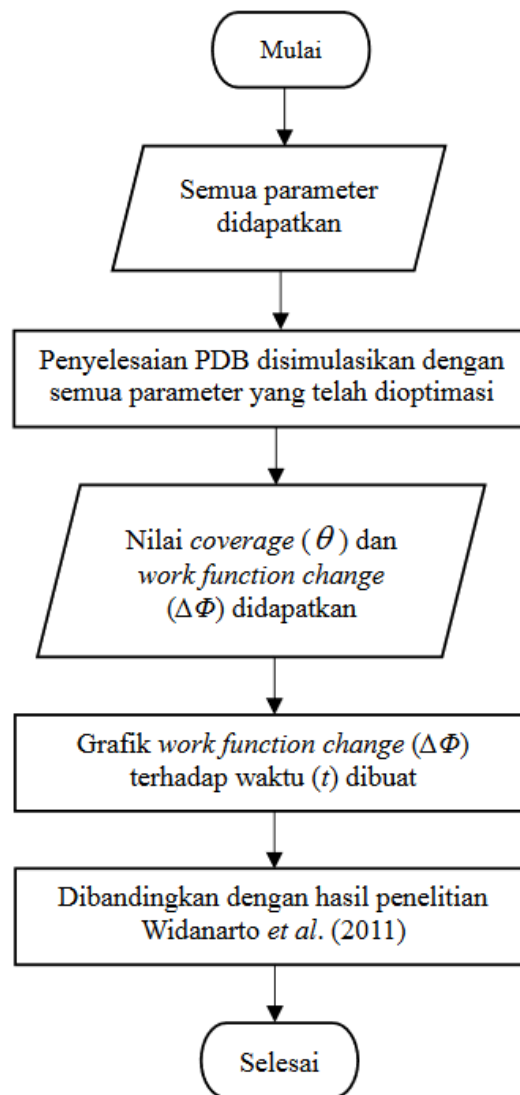 Mulai
Semua parameter
didapatkan
Penyelesaian PDB disimulasikan dengan
semua parameter yang telah dioptimasi
Nilai coverage (θ) dan
work function change
(ΔΦ) didapatkan
Grafik work function change (ΔΦ)
terhadap waktu (t) dibuat
Dibandingkan dengan hasil penelitian
Widanarto et al. (2011)
Selesai